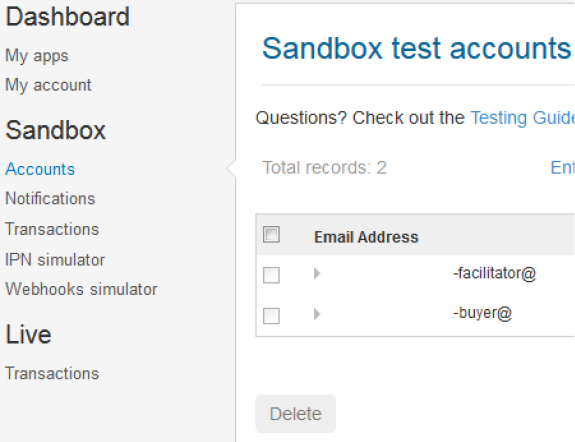 Dashboard
My apps
My account
Sandbox
Accounts
Notifications
Transactions
IPN simulator
Webhooks simulator
Live
Transactions
Sandbox test accounts
Questions? Check out the Testing Guide
Total records: 2
Email Address
-facilitator@
-buyer@
Delete